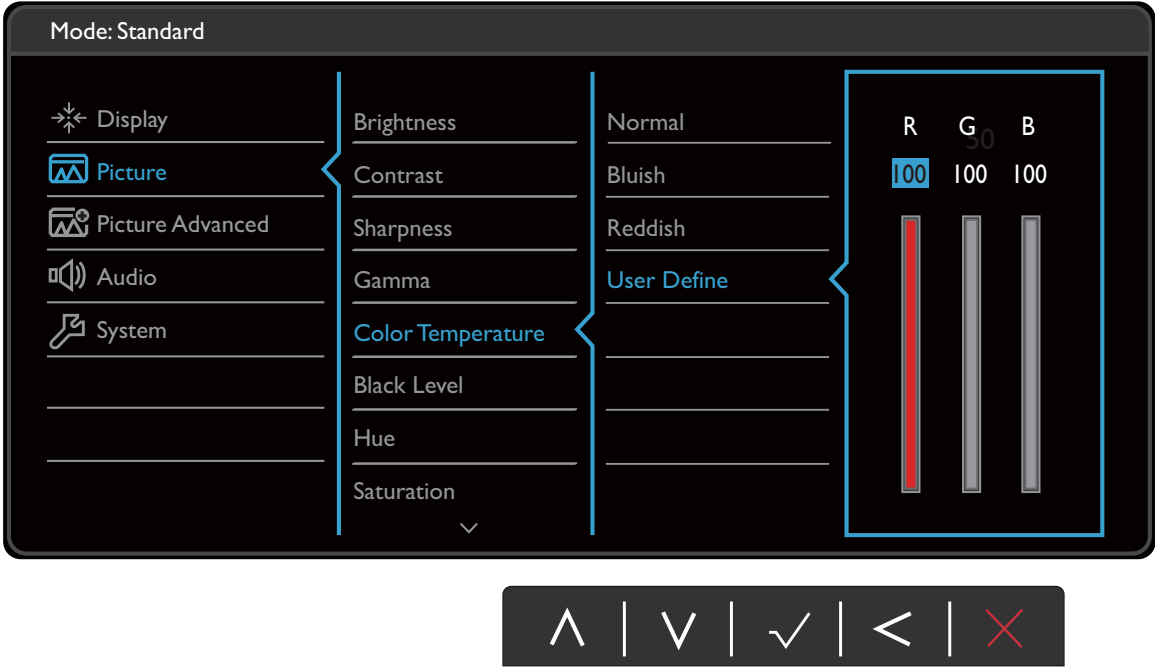 Mode: Standard
Display
Picture
Picture Advanced
Audio
System
Brightness
Contrast
Sharpness
Gamma
Color Temperature
Black Level
Hue
Saturation
Normal
Bluish
Reddish
User Define
R G B
50
100 100 100